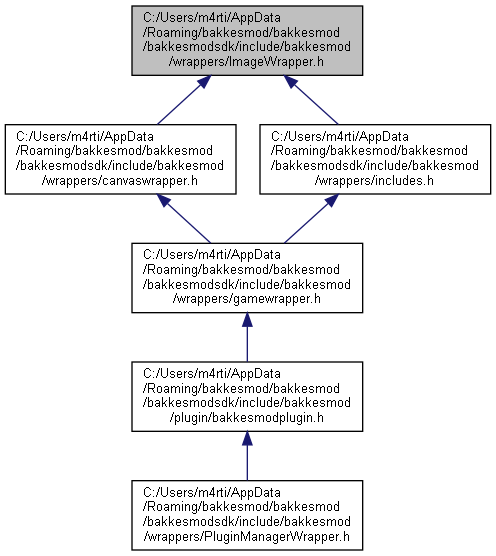 C:/Users/m4rti/AppData
/Roaming/bakkesmod/bakkesmod
/bakkesmodsdk/include/bakkesmod
/wrappers/ImageWrapper.h
C:/Users/m4rti/AppData
/Roaming/bakkesmod/bakkesmod
/bakkesmodsdk/include/bakkesmod
/wrappers/canvaswrapper.h
C:/Users/m4rti/AppData
/Roaming/bakkesmod/bakkesmod
/bakkesmodsdk/include/bakkesmod
/wrappers/includes.h
C:/Users/m4rti/AppData
/Roaming/bakkesmod/bakkesmod
/bakkesmodsdk/include/bakkesmod
/wrappers/gamewrapper.h
C:/Users/m4rti/AppData
/Roaming/bakkesmod/bakkesmod
/bakkesmodsdk/include/bakkesmod
/plugin/bakkesmodplugin.h
C:/Users/m4rti/AppData
/Roaming/bakkesmod/bakkesmod
/bakkesmodsdk/include/bakkesmod
/wrappers/PluginManagerWrapper.h